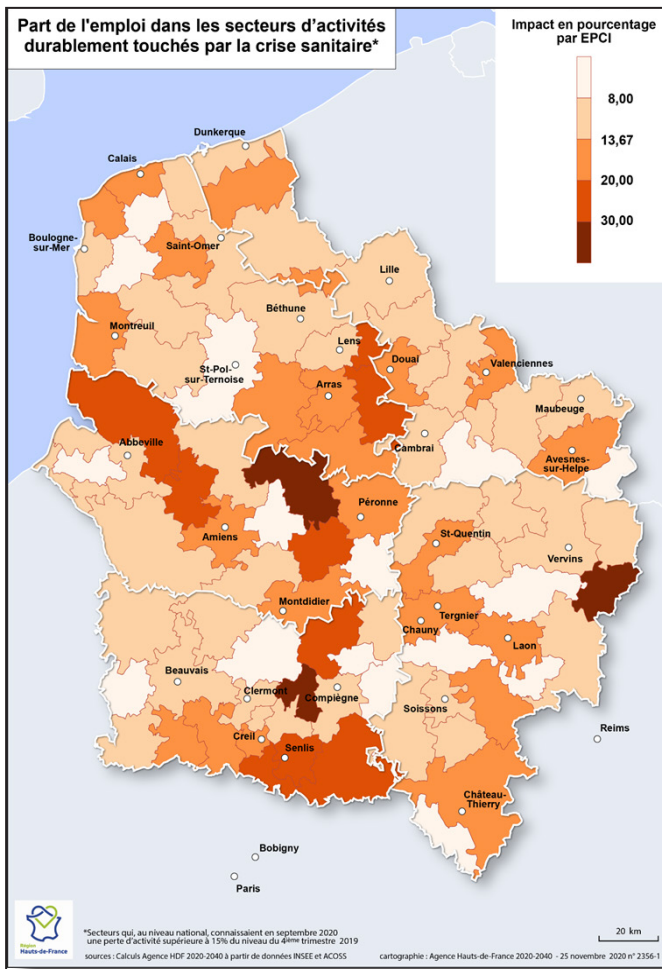 Part de l'emploi dans les secteurs d'activités
durablement touchés par la crise sanitaire*
Impact en pourcentage
par EPCI
8,00
13,67
20,00
30,00
Dunkerque
Calais
Boulogne-
sur-Mer
Saint-Omer
Lille
Béthune
Montreuil
Lens
Douai
Valenciennes
St-Pol-
sur-Ternoise
Arras
Maubeuge
Cambrai
Avesnes-
sur-Helpe
Abbeville
Péronne
Amiens
St-Quentin
Vervins
Montdidier
Tergnier
Chauny
Laon
Beauvais
Clermont
Compiègne
Soissons
Creil
Senlis
Reims
Château-
Thierry
Bobigny
Paris
Région
Hauts-de-France
*Secteurs qui, au niveau national, connaissaient en septembre 2020
une perte d'activité supérieure à 15% du niveau du 4ième trimestre 2019
20 km
sources : Calculs Agence HDF 2020-2040 à partir de données INSEE et ACOSS
cartographie : Agence Hauts-de-France 2020-2040 - 25 novembre 2020 n° 2356-1